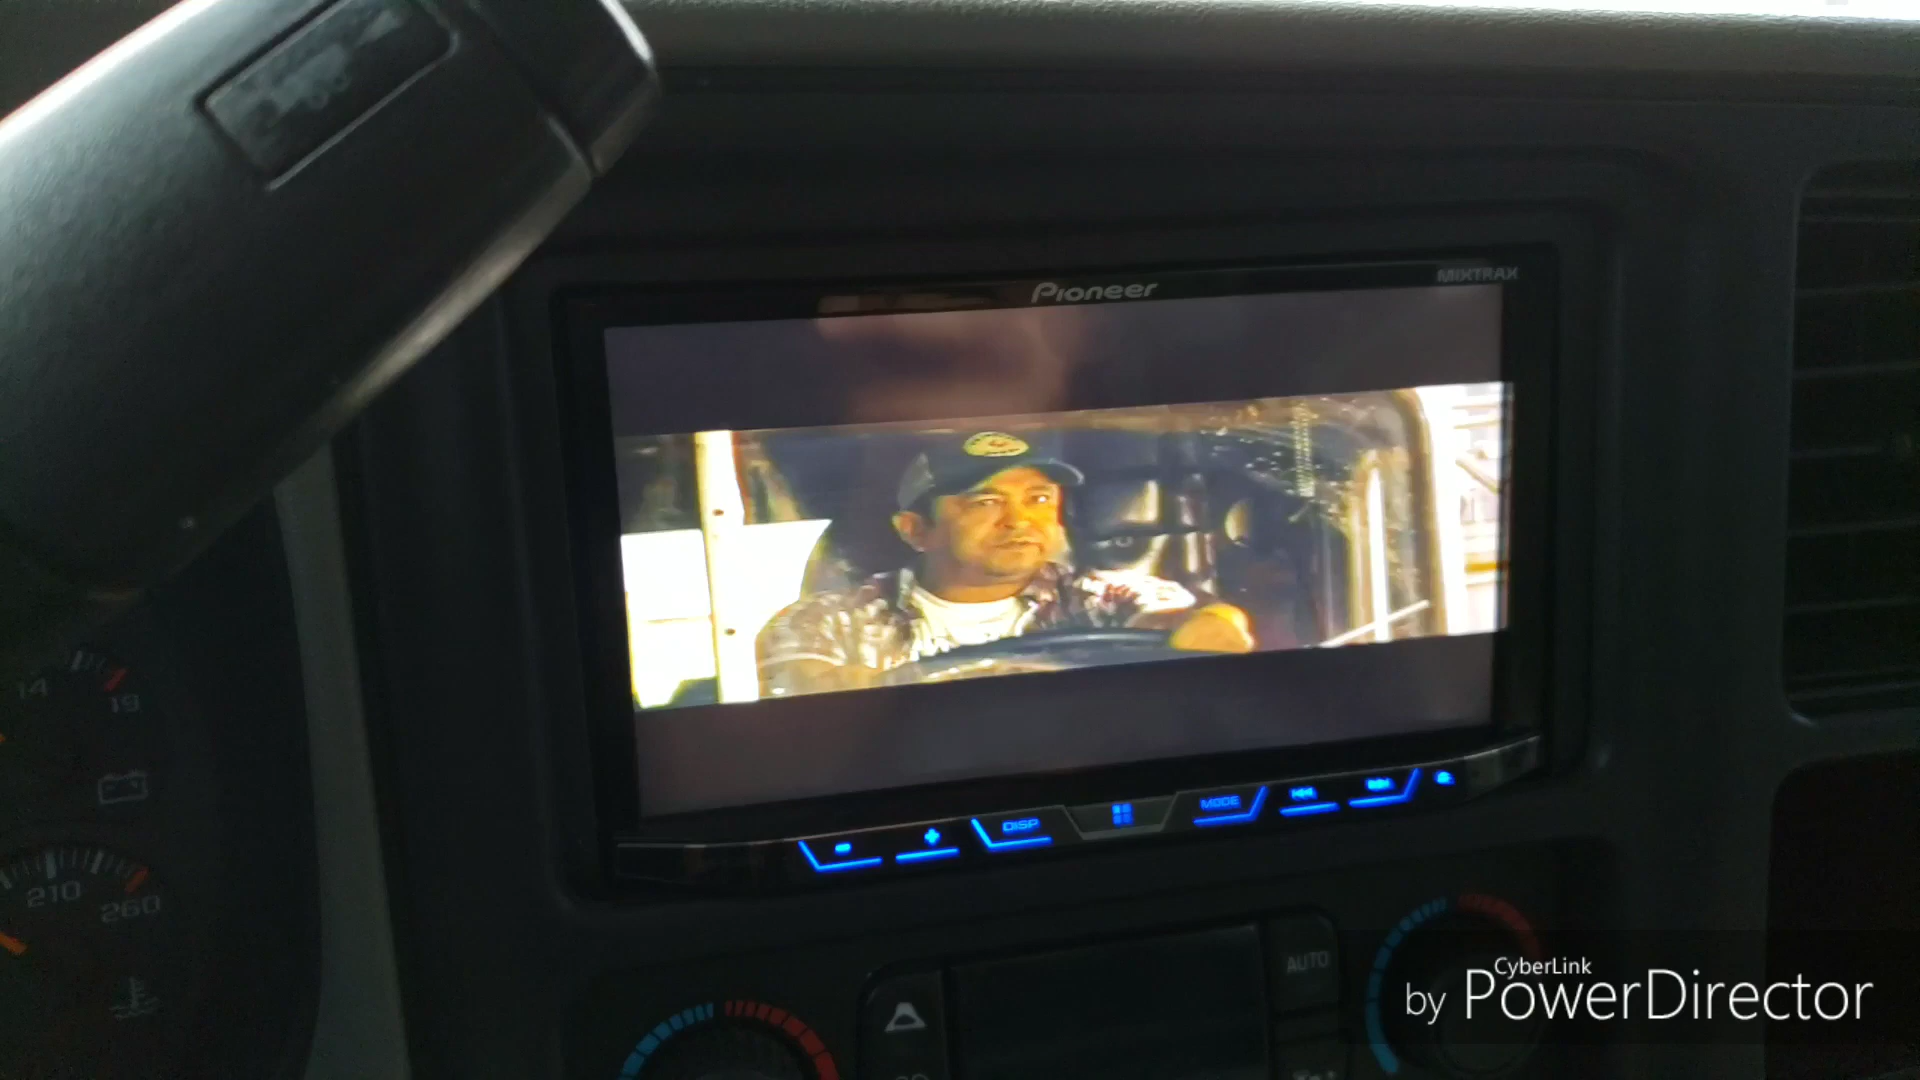 Pioneer
MIXTRAX
14
19
DISP
MODE
210
260
AUTO
CyberLink
by PowerDirector